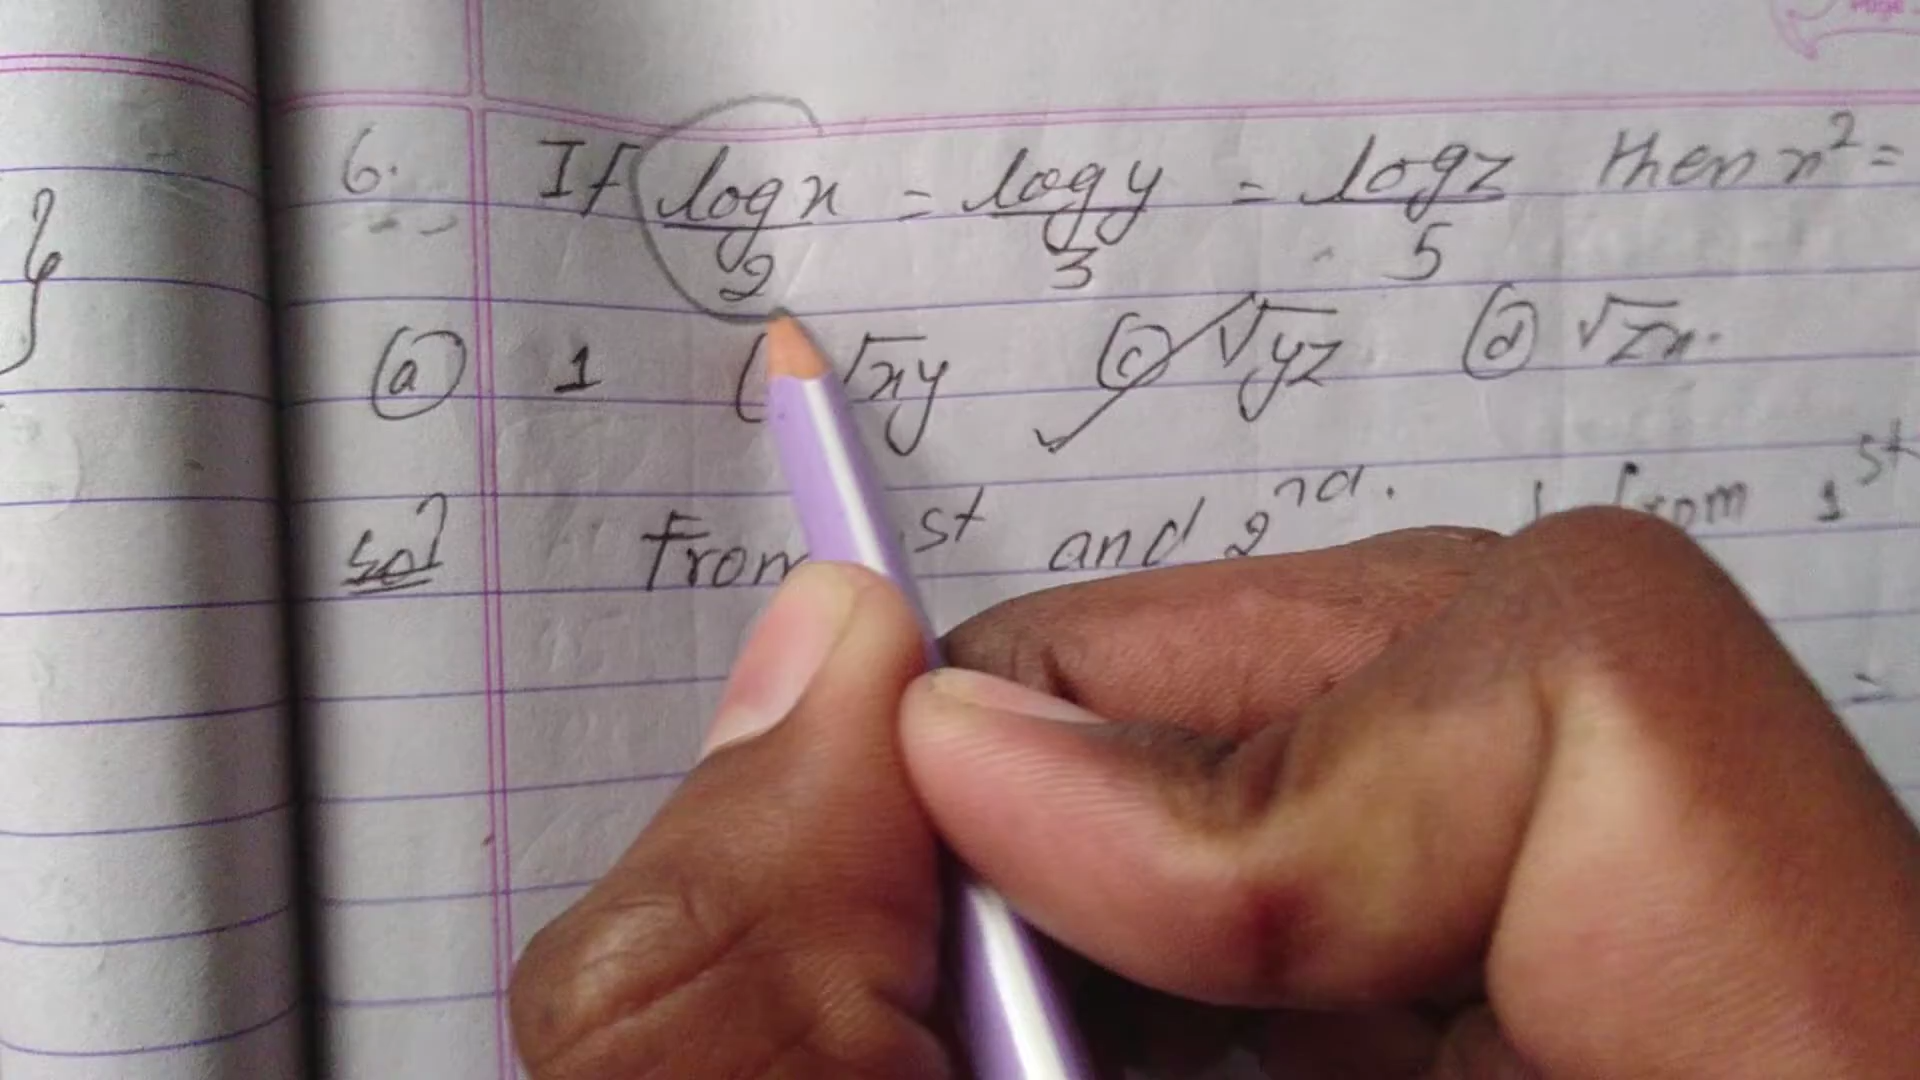 6. If log x / 2 = log y / 3 = log z / 5 then x² =
(a) 1 √xy (c) √yz (d) √zx.
Sol From st and 2nd. from 1st
=